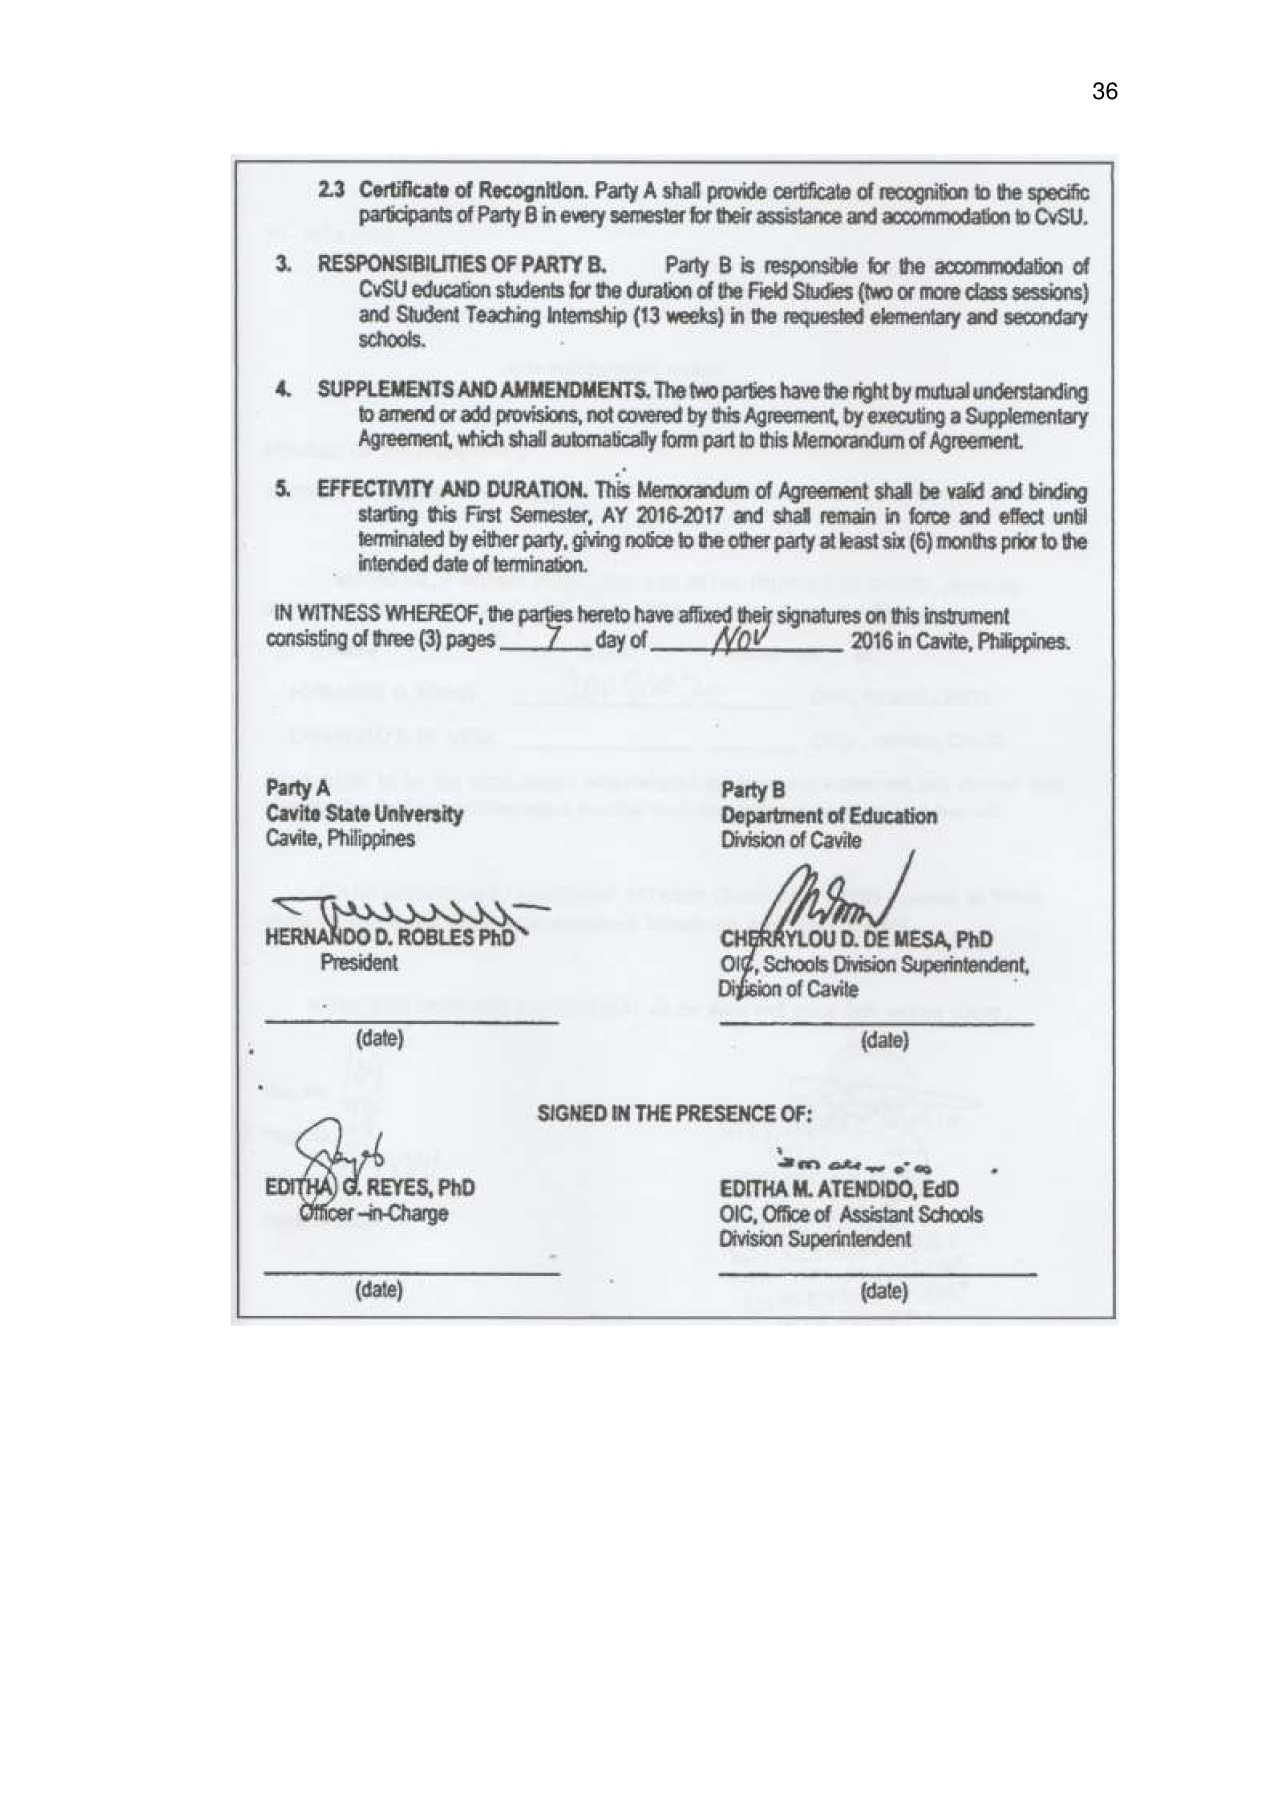 36
2.3 Certificate of Recognition. Party A shall provide certificate of recognition to the specific
participants of Party B in every semester for their assistance and accommodation to CvSU.
3. RESPONSIBILITIES OF PARTY B. Party B is responsible for the accommodation of
CvSU education students for the duration of the Field Studies (two or more class sessions)
and Student Teaching Internship (13 weeks) in the requested elementary and secondary
schools.
4. SUPPLEMENTS AND AMMENDMENTS. The two parties have the right by mutual understanding
to amend or add provisions, not covered by this Agreement, by executing a Supplementary
Agreement, which shall automatically form part to this Memorandum of Agreement.
5. EFFECTIVITY AND DURATION. This Memorandum of Agreement shall be valid and binding
starting this First Semester, AY 2016-2017 and shall remain in force and effect until
terminated by either party, giving notice to the other party at least six (6) months prior to the
intended date of termination.
IN WITNESS WHEREOF, the parties hereto have affixed their signatures on this instrument
consisting of three (3) pages 7 day of NOV 2016 in Cavite, Philippines.
Party A Party B
Cavite State University Department of Education
Cavite, Philippines Division of Cavite
HERNANDO D. ROBLES PhD CHERRYLOU D. DE MESA, PhD
President OIC, Schools Division Superintendent,
Division of Cavite
(date) (date)
SIGNED IN THE PRESENCE OF:
EDITHA G. REYES, PhD EDITHA M. ATENDIDO, EdD
Officer –in-Charge OIC, Office of Assistant Schools
Division Superintendent
(date) (date)